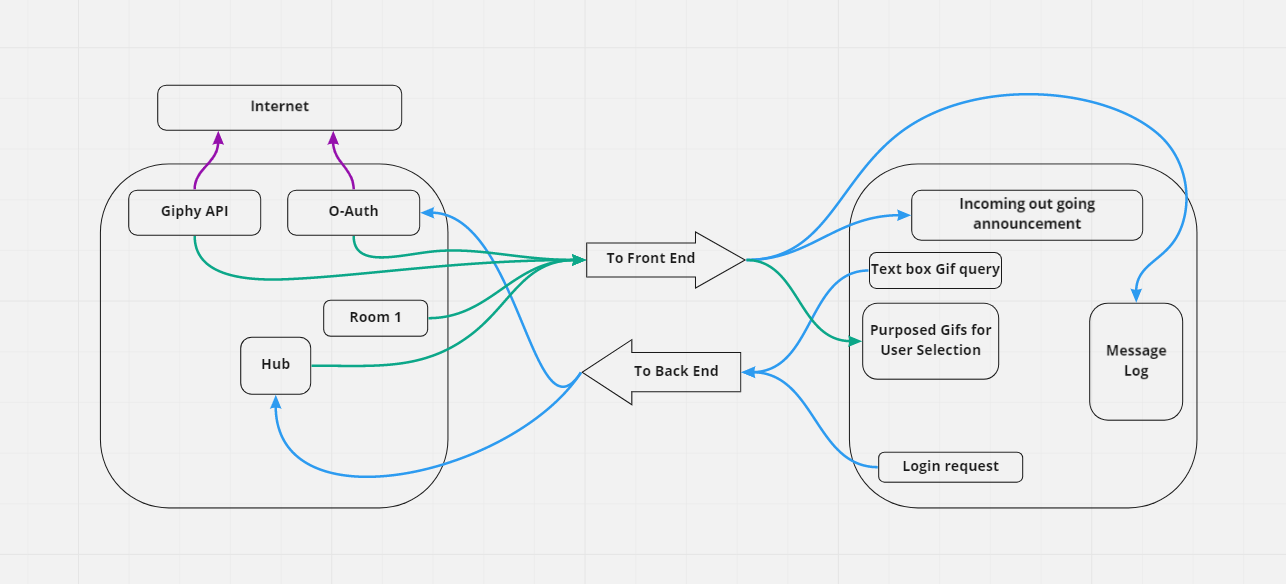 Internet
Giphy API
O-Auth
Room 1
Hub
To Front End
To Back End
Incoming out going
announcement
Text box Gif query
Purposed Gifs for
User Selection
Message
Log
Login request